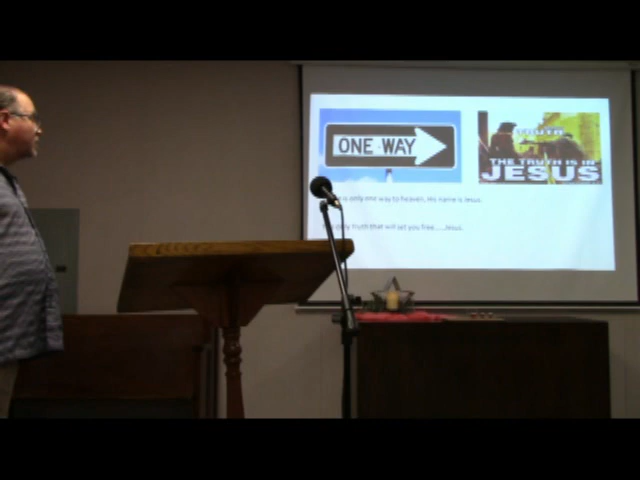 ONE WAY
TRUTH
THE TRUTH IS IN
JESUS
is only one way to heaven. His name is Jesus.
only truth that will set you free.....Jesus.